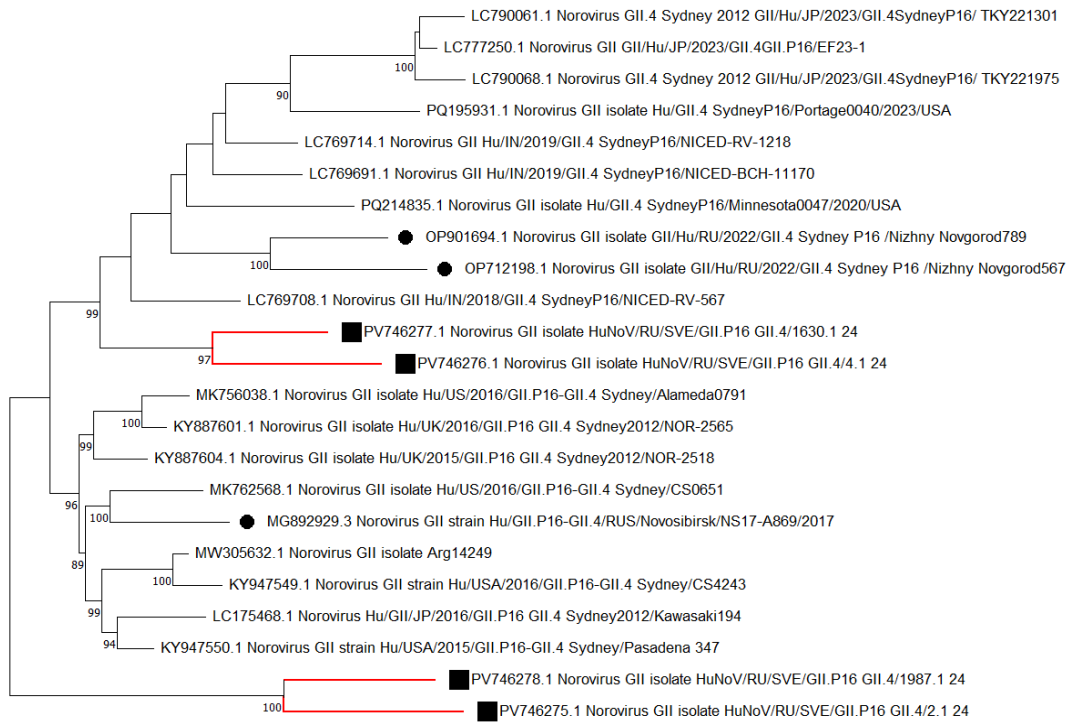 LC790061.1 Norovirus GII.4 Sydney 2012 GII/Hu/JP/2023/GII.4SydneyP16/ TKY221301
LC777250.1 Norovirus GII GII/Hu/JP/2023/GII.4GII.P16/EF23-1
100
LC790068.1 Norovirus GII.4 Sydney 2012 GII/Hu/JP/2023/GII.4SydneyP16/ TKY221975
90
PQ195931.1 Norovirus GII isolate Hu/GII.4 SydneyP16/Portage0040/2023/USA
LC769714.1 Norovirus GII Hu/IN/2019/GII.4 SydneyP16/NICED-RV-1218
LC769691.1 Norovirus GII Hu/IN/2019/GII.4 SydneyP16/NICED-BCH-11170
PQ214835.1 Norovirus GII isolate Hu/GII.4 SydneyP16/Minnesota0047/2020/USA
OP901694.1 Norovirus GII isolate GII/Hu/RU/2022/GII.4 Sydney P16 /Nizhny Novgorod789
100
OP712198.1 Norovirus GII isolate GII/Hu/RU/2022/GII.4 Sydney P16 /Nizhny Novgorod567
LC769708.1 Norovirus GII Hu/IN/2018/GII.4 SydneyP16/NICED-RV-567
99
PV746277.1 Norovirus GII isolate HuNoV/RU/SVE/GII.P16 GII.4/1630.1 24
97
PV746276.1 Norovirus GII isolate HuNoV/RU/SVE/GII.P16 GII.4/4.1 24
MK756038.1 Norovirus GII isolate Hu/US/2016/GII.P16-GII.4 Sydney/Alameda0791
100
KY887601.1 Norovirus GII isolate Hu/UK/2016/GII.P16 GII.4 Sydney2012/NOR-2565
99
KY887604.1 Norovirus GII isolate Hu/UK/2015/GII.P16 GII.4 Sydney2012/NOR-2518
96
MK762568.1 Norovirus GII isolate Hu/US/2016/GII.P16-GII.4 Sydney/CS0651
100
MG892929.3 Norovirus GII strain Hu/GII.P16-GII.4/RUS/Novosibirsk/NS17-A869/2017
89
MW305632.1 Norovirus GII isolate Arg14249
100
KY947549.1 Norovirus GII strain Hu/USA/2016/GII.P16-GII.4 Sydney/CS4243
99
LC175468.1 Norovirus Hu/GII/JP/2016/GII.P16 GII.4 Sydney2012/Kawasaki194
94
KY947550.1 Norovirus GII strain Hu/USA/2015/GII.P16-GII.4 Sydney/Pasadena 347
PV746278.1 Norovirus GII isolate HuNoV/RU/SVE/GII.P16 GII.4/1987.1 24
100
PV746275.1 Norovirus GII isolate HuNoV/RU/SVE/GII.P16 GII.4/2.1 24